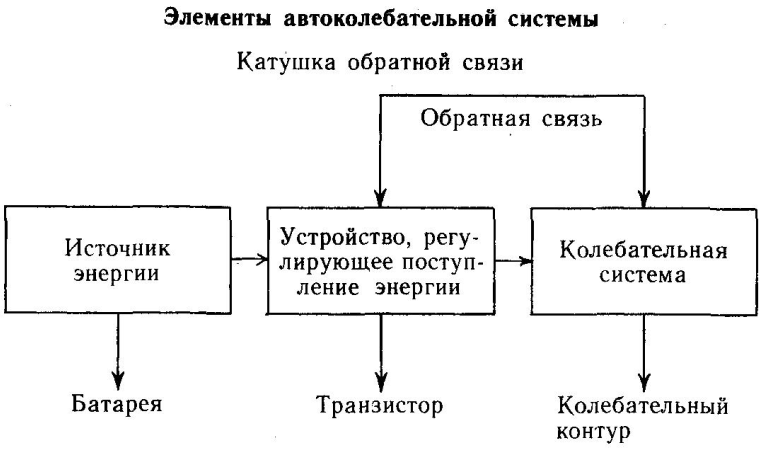 Элементы автоколебательной системы
Катушка обратной связи
Обратная связь
Источник
энергии
Устройство, регу-
лирующее поступ-
ление энергии
Колебательная
система
Батарея
Транзистор
Колебательный
контур